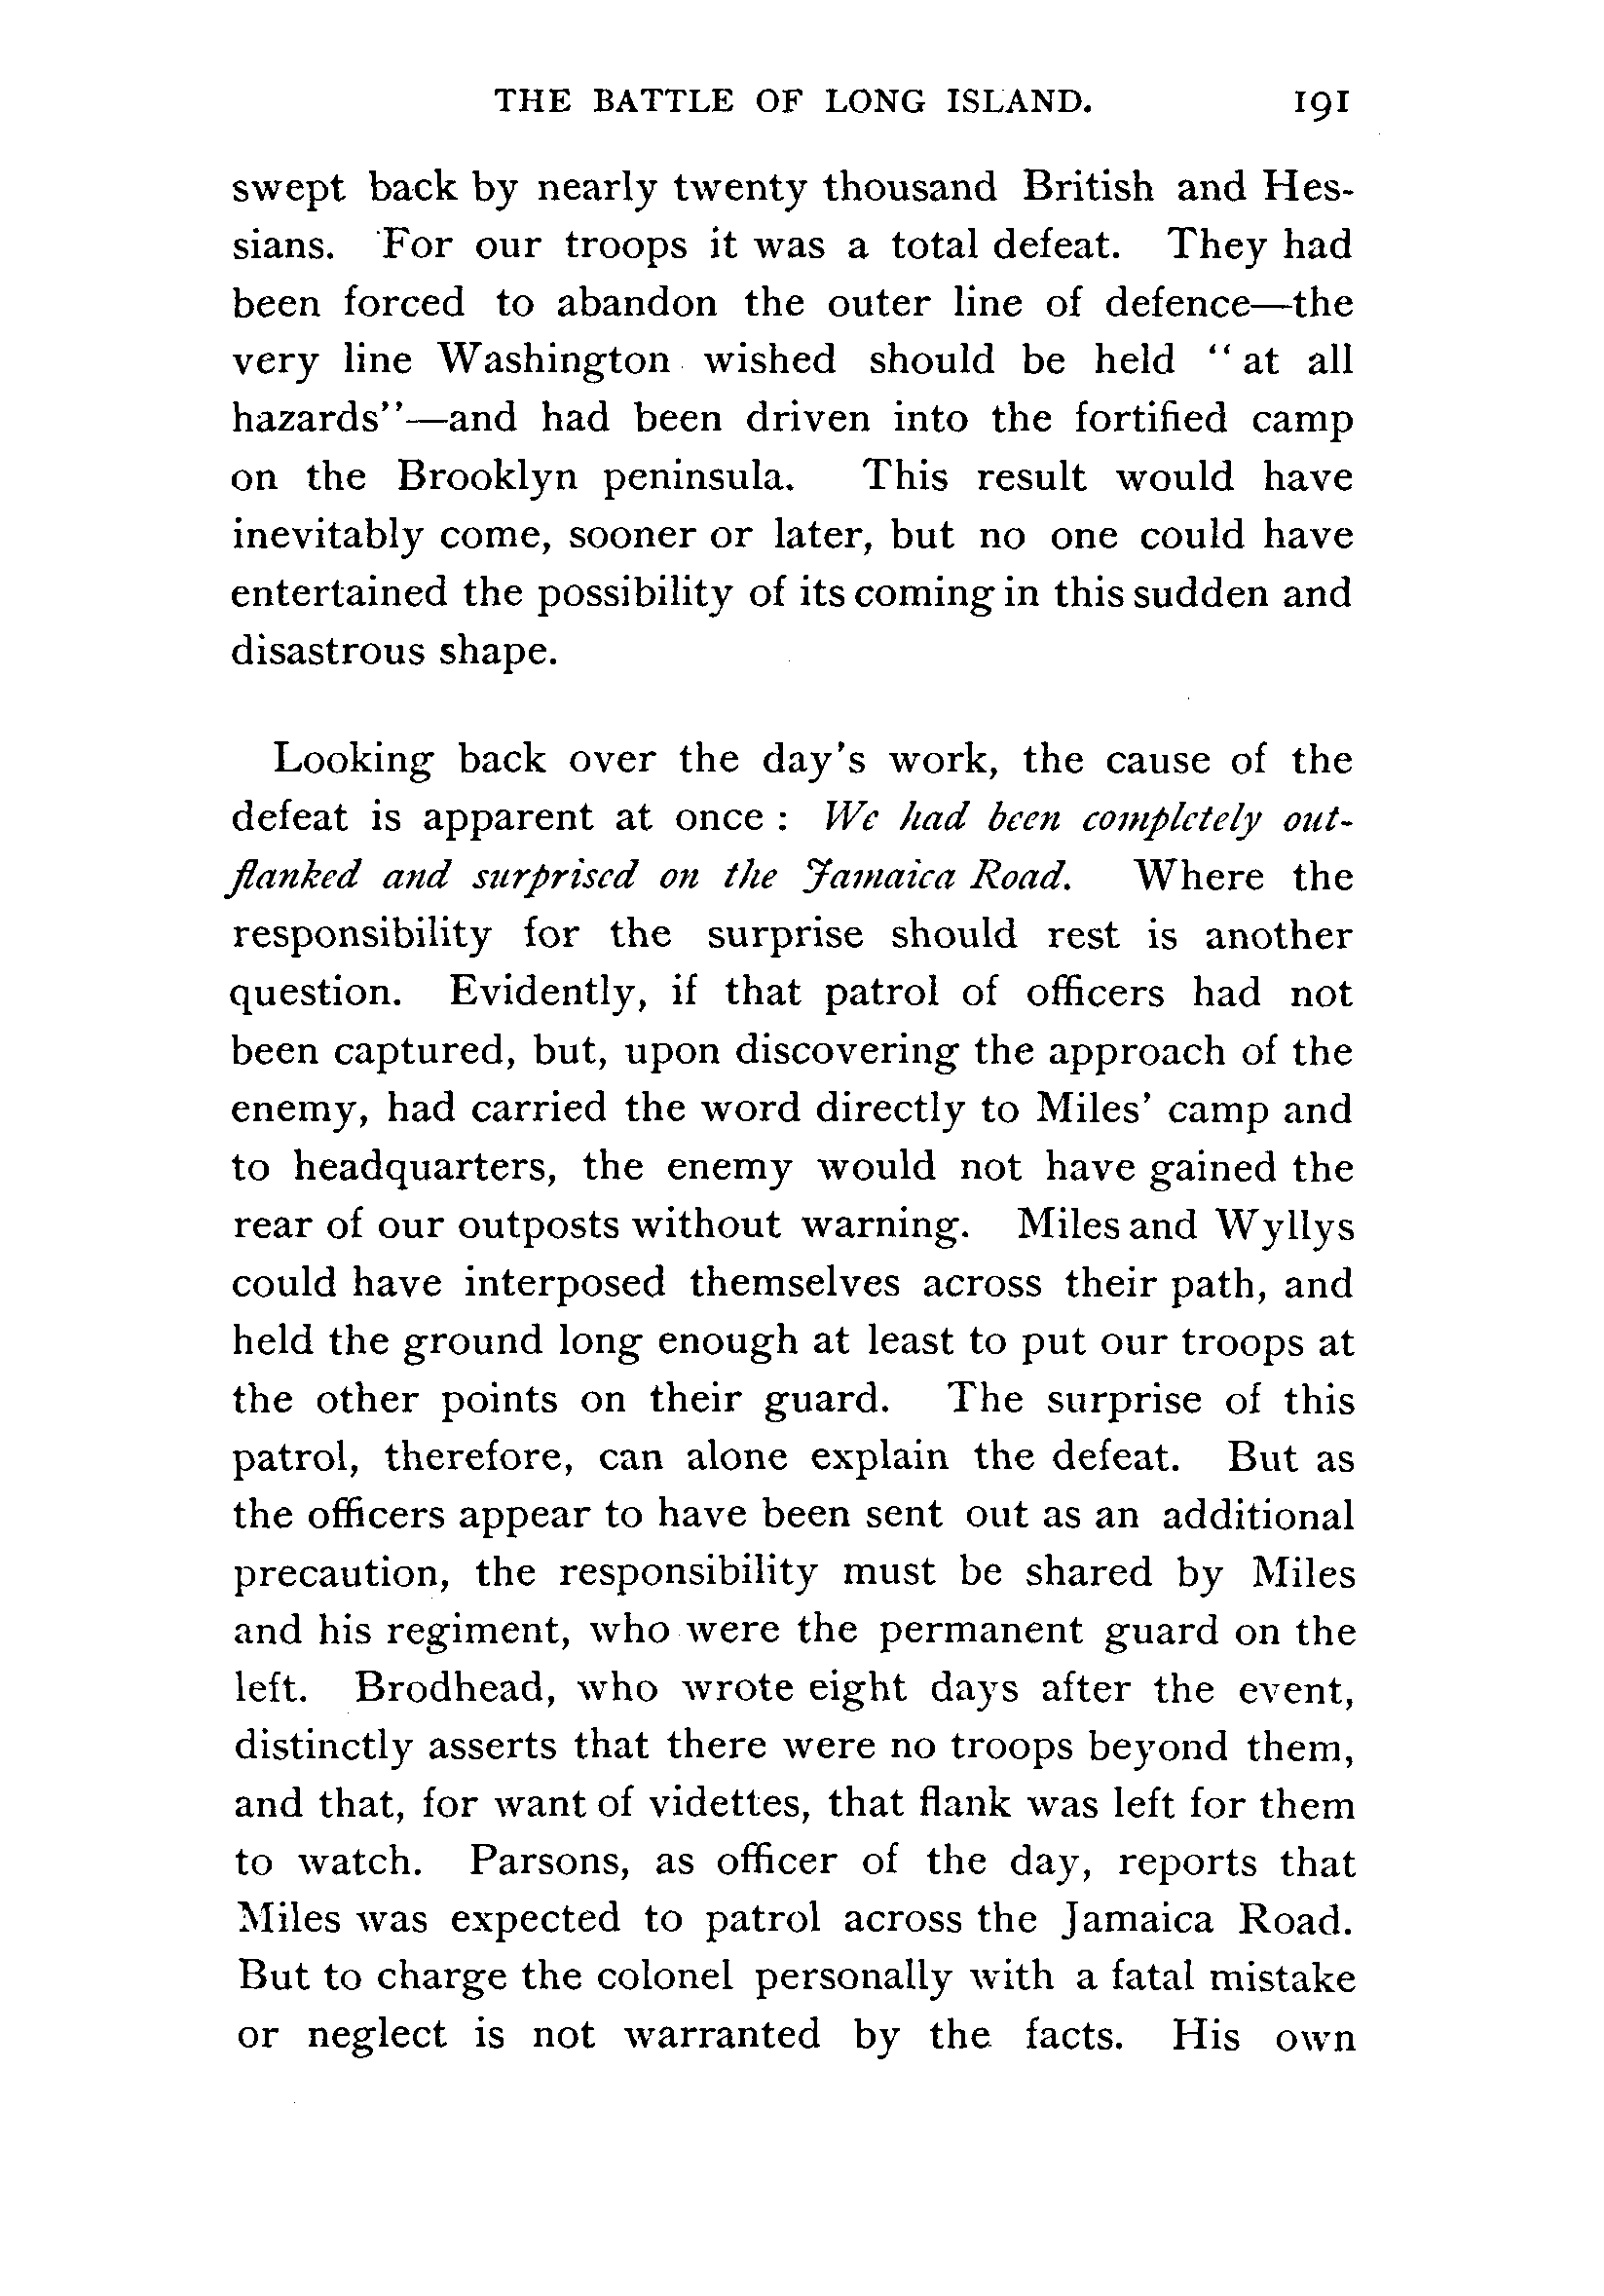 THE BATTLE OF LONG ISLAND. 191
swept back by nearly twenty thousand British and Hes-
sians. For our troops it was a total defeat. They had
been forced to abandon the outer line of defence—the
very line Washington wished should be held "at all
hazards"—and had been driven into the fortified camp
on the Brooklyn peninsula. This result would have
inevitably come, sooner or later, but no one could have
entertained the possibility of its coming in this sudden and
disastrous shape.
Looking back over the day's work, the cause of the
defeat is apparent at once : We had been completely out-
flanked and surprised on the Jamaica Road. Where the
responsibility for the surprise should rest is another
question. Evidently, if that patrol of officers had not
been captured, but, upon discovering the approach of the
enemy, had carried the word directly to Miles' camp and
to headquarters, the enemy would not have gained the
rear of our outposts without warning. Miles and Wyllys
could have interposed themselves across their path, and
held the ground long enough at least to put our troops at
the other points on their guard. The surprise of this
patrol, therefore, can alone explain the defeat. But as
the officers appear to have been sent out as an additional
precaution, the responsibility must be shared by Miles
and his regiment, who were the permanent guard on the
left. Brodhead, who wrote eight days after the event,
distinctly asserts that there were no troops beyond them,
and that, for want of videttes, that flank was left for them
to watch. Parsons, as officer of the day, reports that
Miles was expected to patrol across the Jamaica Road.
But to charge the colonel personally with a fatal mistake
or neglect is not warranted by the facts. His own